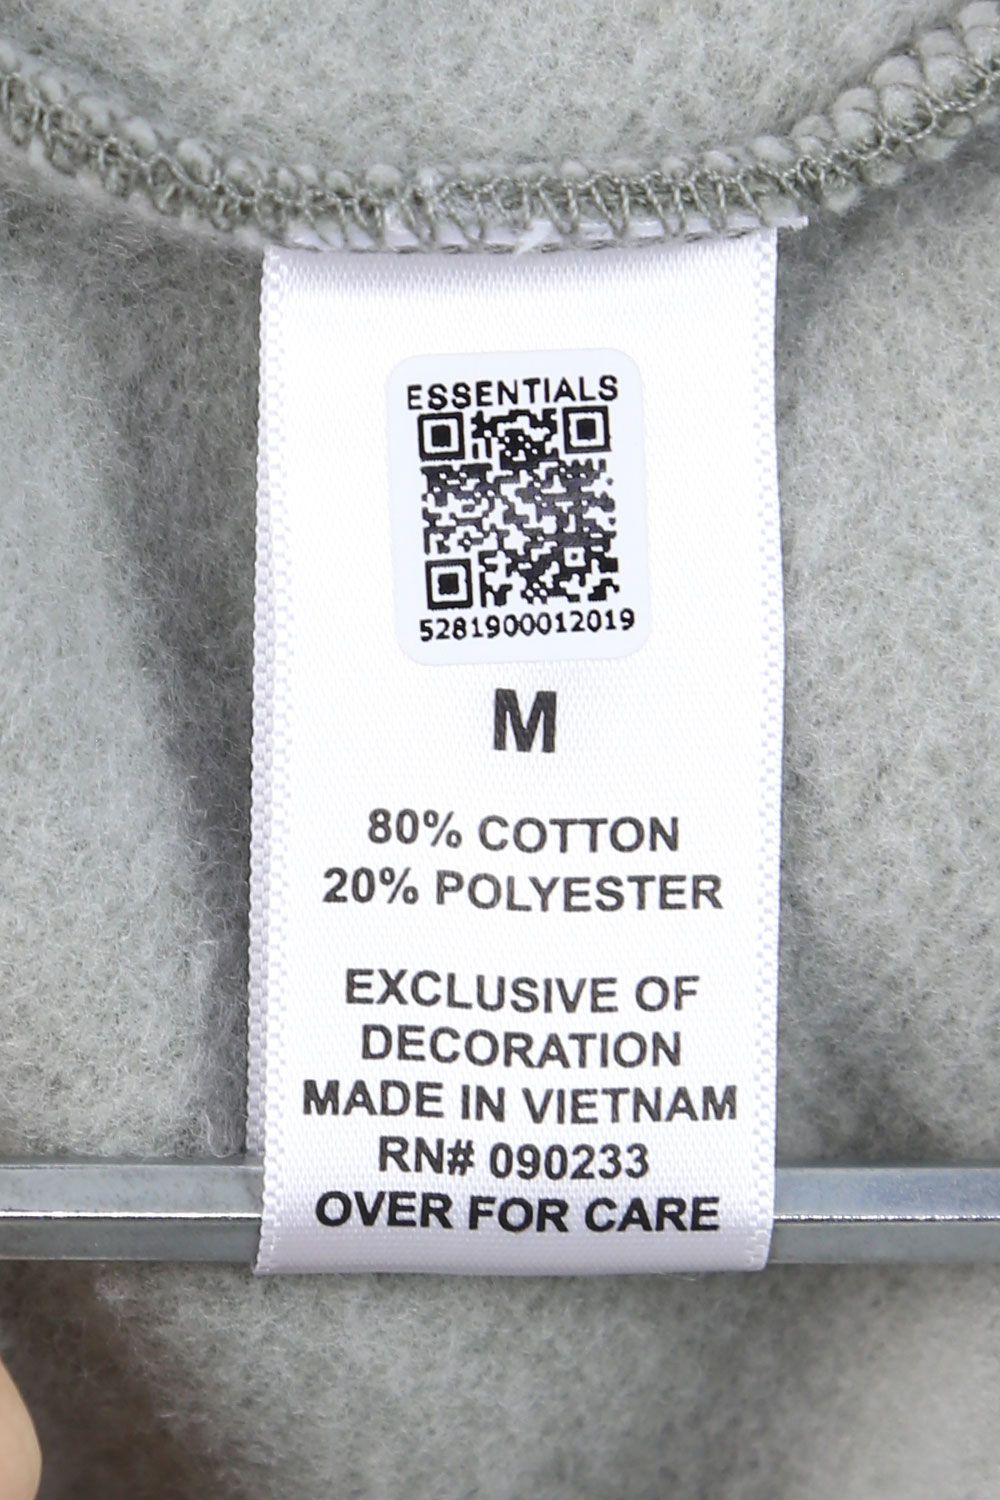 ESSENTIALS
5281900012019
M
80% COTTON
20% POLYESTER
EXCLUSIVE OF
DECORATION
MADE IN VIETNAM
RN# 090233
OVER FOR CARE